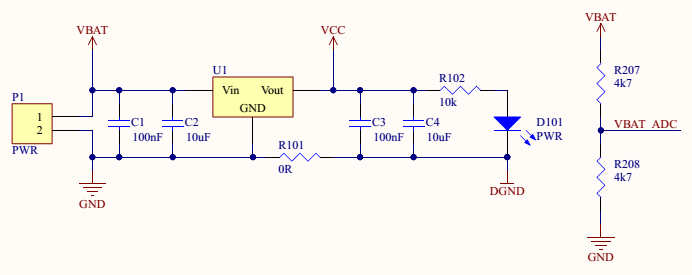 VBAT
VCC
VBAT
P1
1
2
PWR
C1
100nF
C2
10uF
U1
Vin
Vout
GND
R101
0R
C3
100nF
C4
10uF
R102
10k
D101
PWR
GND
DGND
R207
4k7
VBAT_ADC
R208
4k7
GND